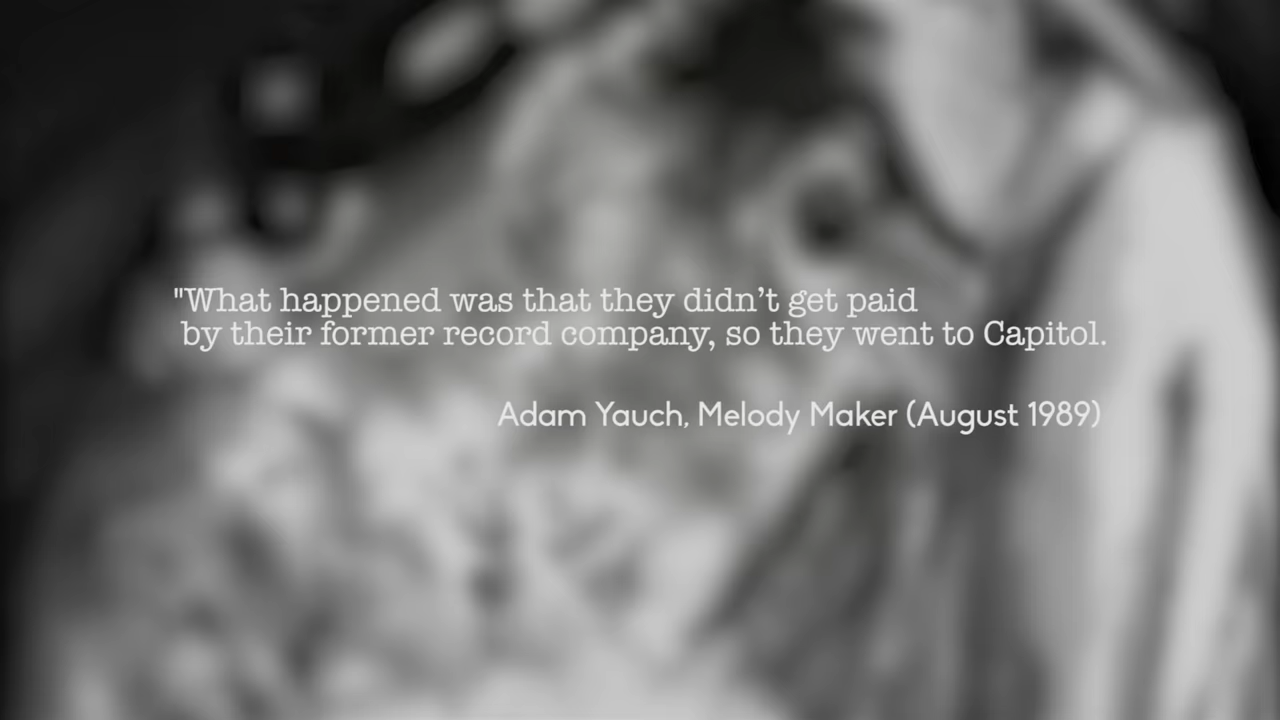 "What happened was that they didn’t get paid
by their former record company, so they went to Capitol.
Adam Yauch, Melody Maker (August 1989)